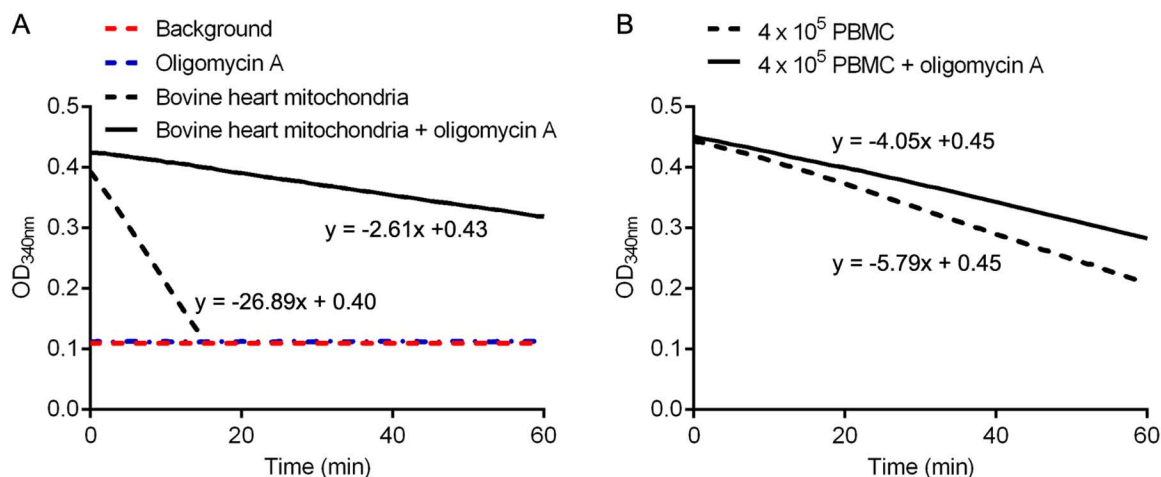 A
Background
Oligomycin A
Bovine heart mitochondria
Bovine heart mitochondria + oligomycin A
0.5
0.4
0.3
0.2
0.1
0.0
OD340nm
y = -2.61x +0.43
y = -26.89x + 0.40
0 20 40 60
Time (min)
B
4 x 10⁵ PBMC
4 x 10⁵ PBMC + oligomycin A
0.5
0.4
0.3
0.2
0.1
0.0
OD340nm
y = -4.05x +0.45
y = -5.79x + 0.45
0 20 40 60
Time (min)